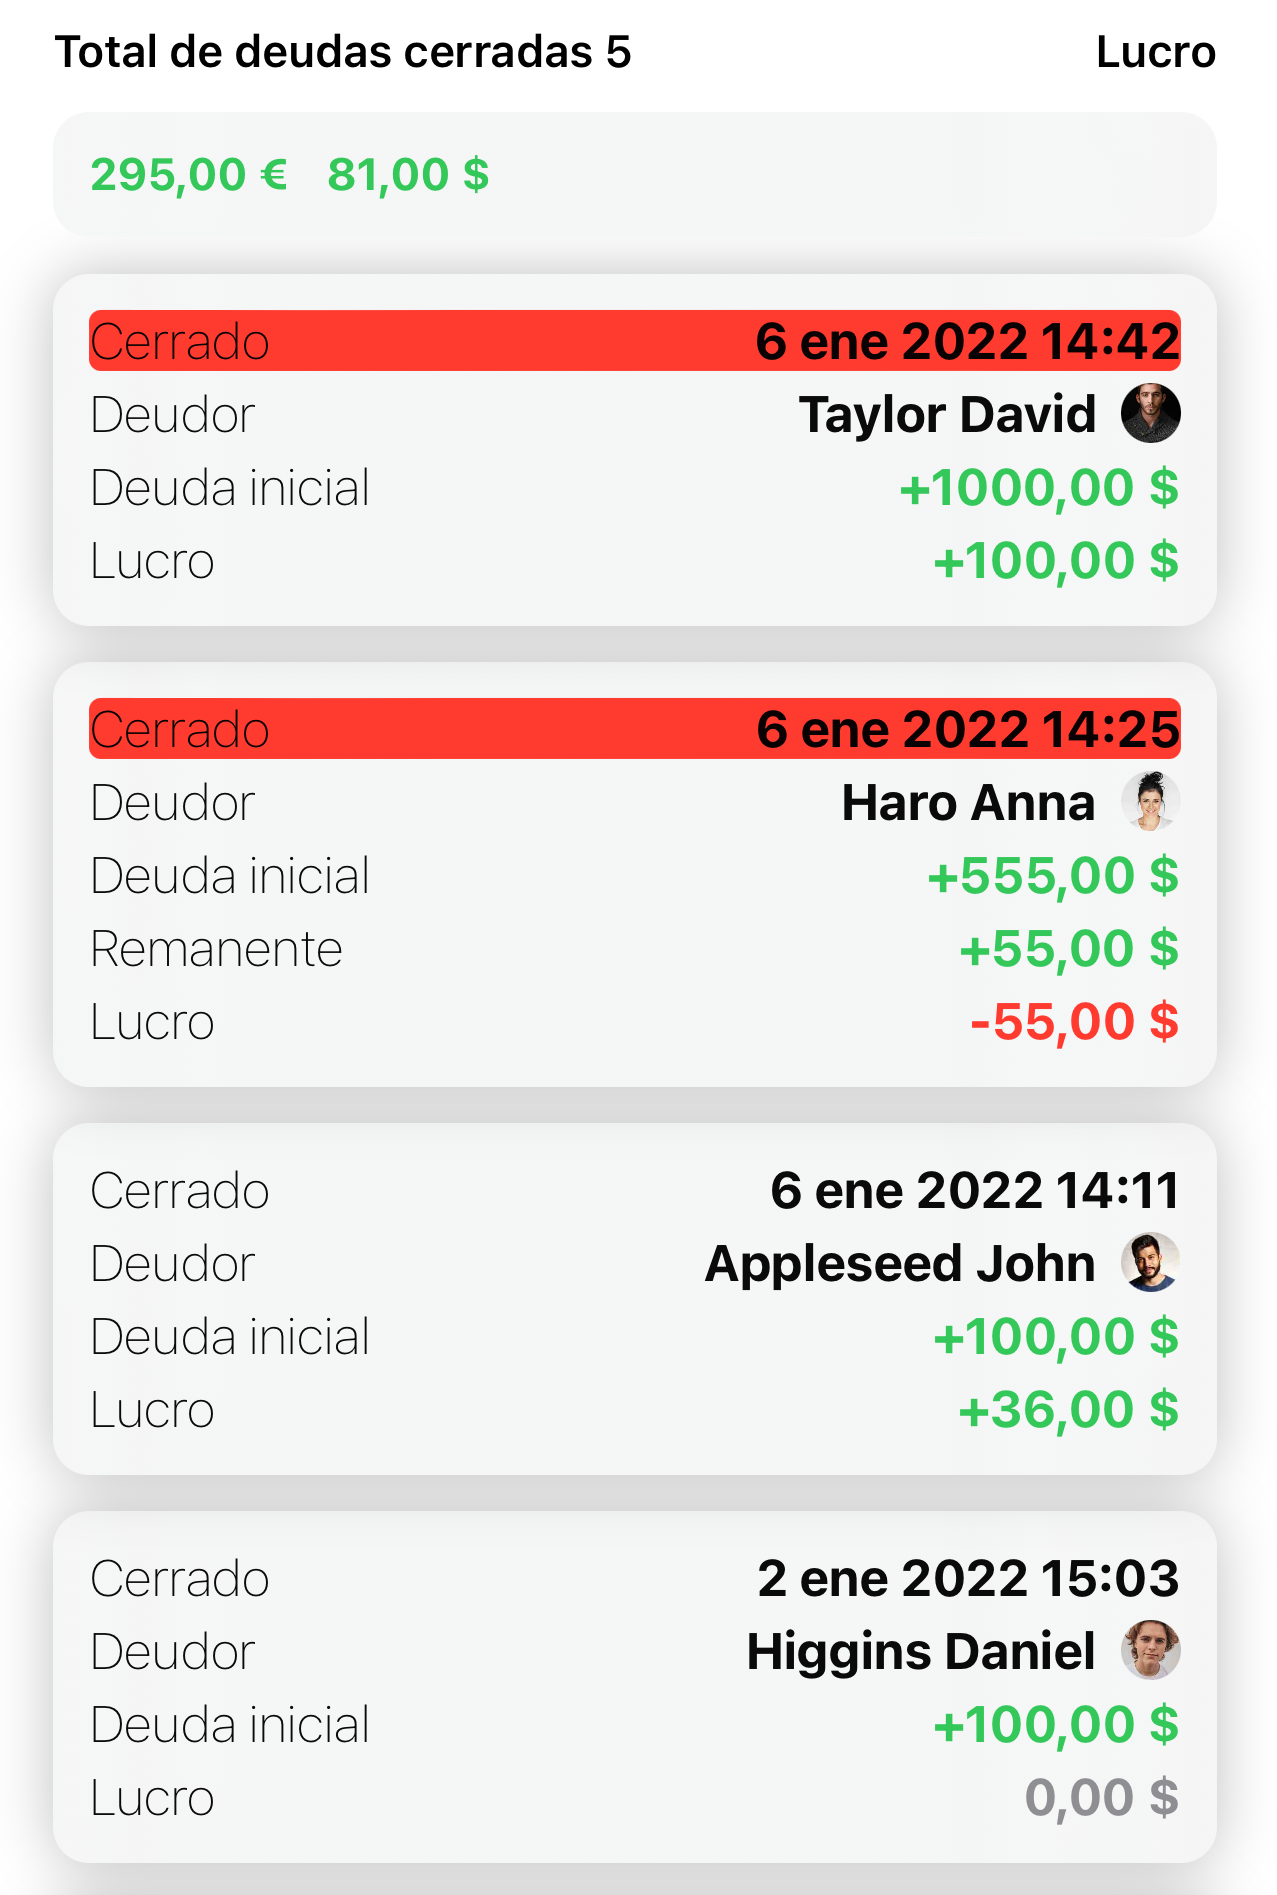 Total de deudas cerradas 5 Lucro
295,00 € 81,00 $
Cerrado 6 ene 2022 14:42
Deudor Taylor David
Deuda inicial +1000,00 $
Lucro +100,00 $
Cerrado 6 ene 2022 14:25
Deudor Haro Anna
Deuda inicial +555,00 $
Remanente +55,00 $
Lucro -55,00 $
Cerrado 6 ene 2022 14:11
Deudor Appleseed John
Deuda inicial +100,00 $
Lucro +36,00 $
Cerrado 2 ene 2022 15:03
Deudor Higgins Daniel
Deuda inicial +100,00 $
Lucro 0,00 $